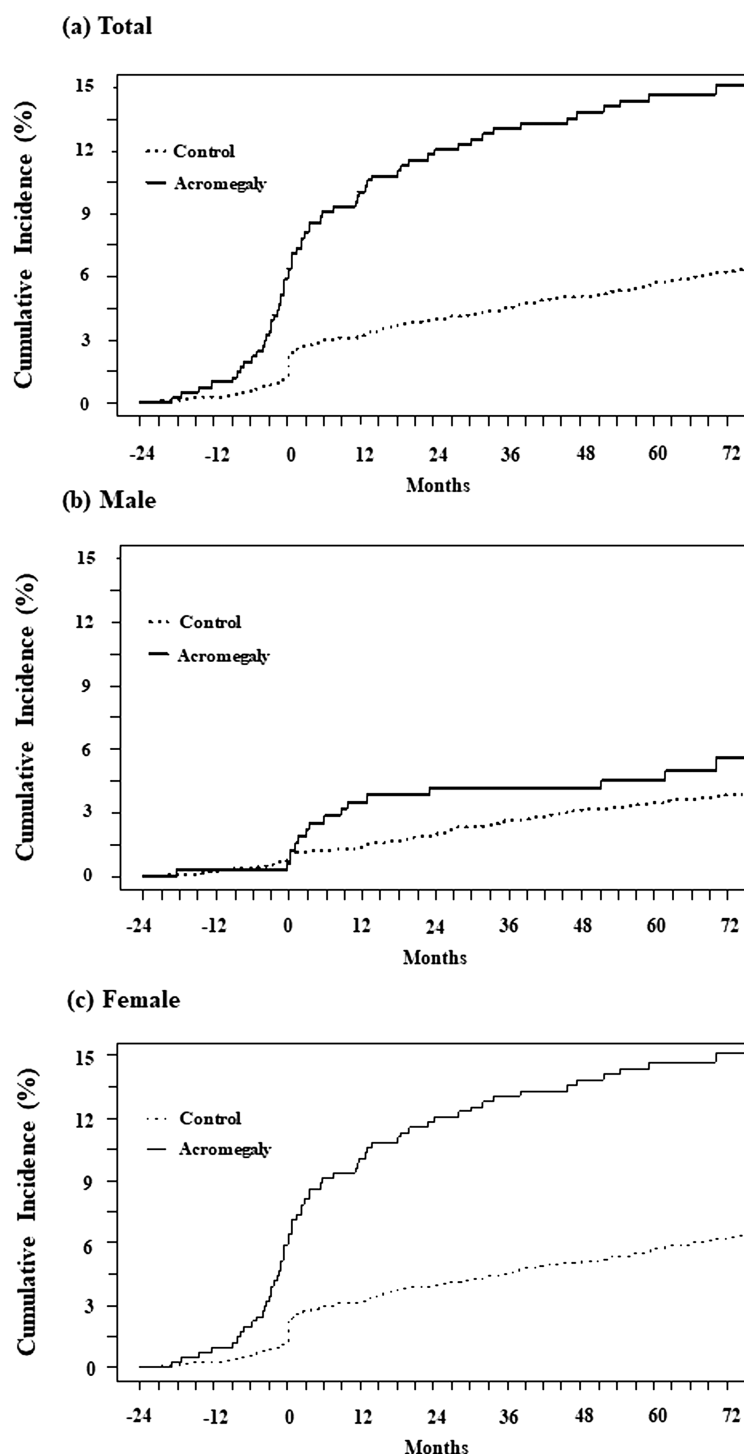 (a) Total
Cumulative Incidence (%)
15
12
9
6
3
0
Control
Acromegaly
-24 -12 0 12 24 36 48 60 72
Months
(b) Male
Cumulative Incidence (%)
15
12
9
6
3
0
Control
Acromegaly
-24 -12 0 12 24 36 48 60 72
Months
(c) Female
Cumulative Incidence (%)
15
12
9
6
3
0
Control
Acromegaly
-24 -12 0 12 24 36 48 60 72
Months